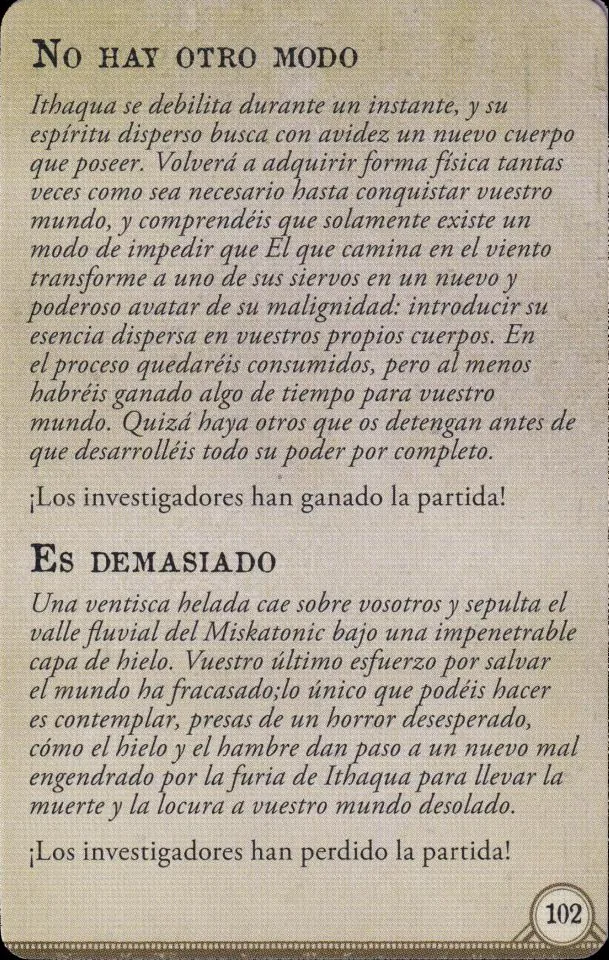 No hay otro modo
Ithaqua se debilita durante un instante, y su
espíritu disperso busca con avidez un nuevo cuerpo
que poseer. Volverá a adquirir forma física tantas
veces como sea necesario hasta conquistar vuestro
mundo, y comprendéis que solamente existe un
modo de impedir que Él que camina en el viento
transforme a uno de sus siervos en un nuevo y
poderoso avatar de su malignidad: introducir su
esencia dispersa en vuestros propios cuerpos. En
el proceso quedaréis consumidos, pero al menos
habréis ganado algo de tiempo para vuestro
mundo. Quizá haya otros que os detengan antes de
que desarrolléis todo su poder por completo.
¡Los investigadores han ganado la partida!
Es demasiado
Una ventisca helada cae sobre vosotros y sepulta el
valle fluvial del Miskatonic bajo una impenetrable
capa de hielo. Vuestro último esfuerzo por salvar
el mundo ha fracasado;lo único que podéis hacer
es contemplar, presas de un horror desesperado,
cómo el hielo y el hambre dan paso a un nuevo mal
engendrado por la furia de Ithaqua para llevar la
muerte y la locura a vuestro mundo desolado.
¡Los investigadores han perdido la partida!
102